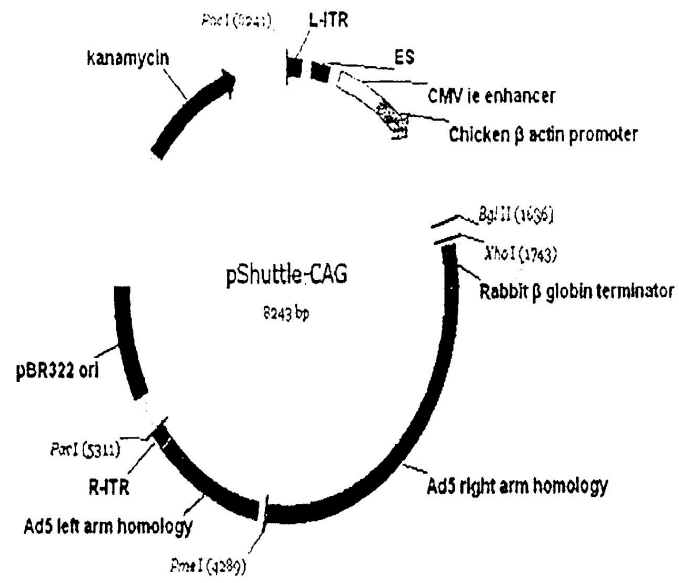 PacI (8241)
L-ITR
kanamycin
ES
CMV ie enhancer
Chicken β actin promoter
BglII (1636)
XhoI (1743)
Rabbit β globin terminator
pShuttle-CAG
8243 bp
pBR322 ori
PacI (5311)
R-ITR
Ad5 left arm homology
Ad5 right arm homology
PmeI (4289)